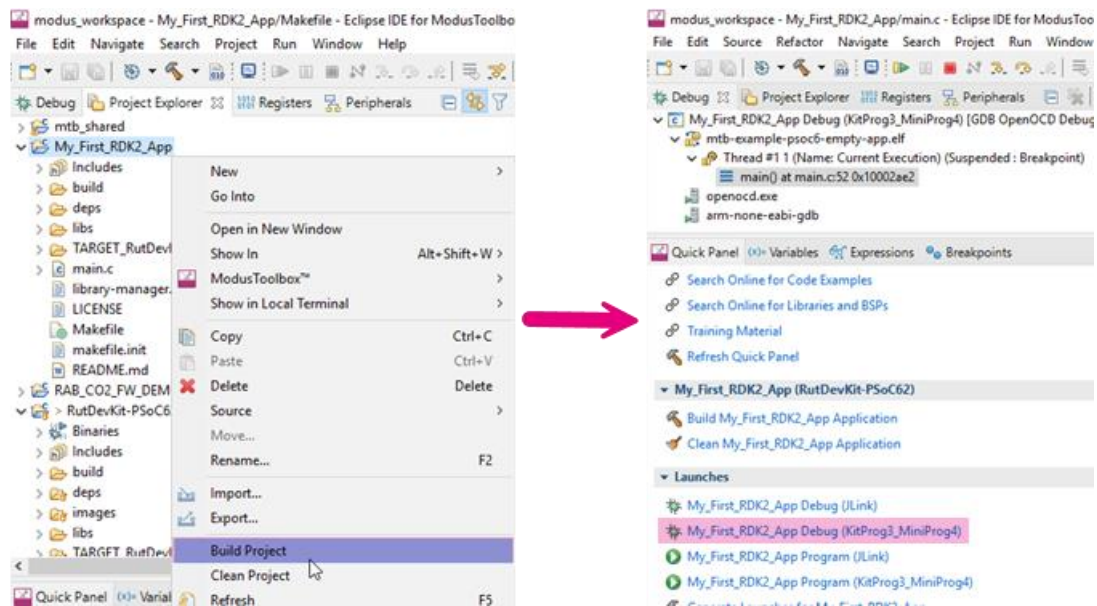 modus_workspace - My_First_RDK2_App/Makefile - Eclipse IDE for ModusToolbo
File Edit Navigate Search Project Run Window Help
Debug Project Explorer Registers Peripherals
mtb_shared
My_First_RDK2_App
Includes
build
deps
libs
TARGET_RutDevl
main.c
library-manager.
LICENSE
Makefile
makefile.init
README.md
RAB_CO2_FW_DEM
> RutDevKit-PSoC6
Binaries
Includes
build
deps
images
libs
TARGET_RutDevl
Quick Panel Varial
New
Go Into
Open in New Window
Show In Alt+Shift+W >
ModusToolbox™
Show in Local Terminal
Copy Ctrl+C
Paste Ctrl+V
Delete Delete
Source
Move...
Rename... F2
Import...
Export...
Build Project
Clean Project
Refresh F5
modus_workspace - My_First_RDK2_App/main.c - Eclipse IDE for ModusToo
File Edit Source Refactor Navigate Search Project Run Window
Debug Project Explorer Registers Peripherals
My_First_RDK2_App Debug (KitProg3_MiniProg4) [GDB OpenOCD Debug
mtb-example-psoc6-empty-app.elf
Thread #1 1 (Name: Current Execution) (Suspended : Breakpoint)
main() at main.c:52 0x10002ae2
openocd.exe
arm-none-eabi-gdb
Quick Panel (x)= Variables Expressions Breakpoints
Search Online for Code Examples
Search Online for Libraries and BSPs
Training Material
Refresh Quick Panel
My_First_RDK2_App (RutDevKit-PSoC62)
Build My_First_RDK2_App Application
Clean My_First_RDK2_App Application
Launches
My_First_RDK2_App Debug (JLink)
My_First_RDK2_App Debug (KitProg3_MiniProg4)
My_First_RDK2_App Program (JLink)
My_First_RDK2_App Program (KitProg3_MiniProg4)